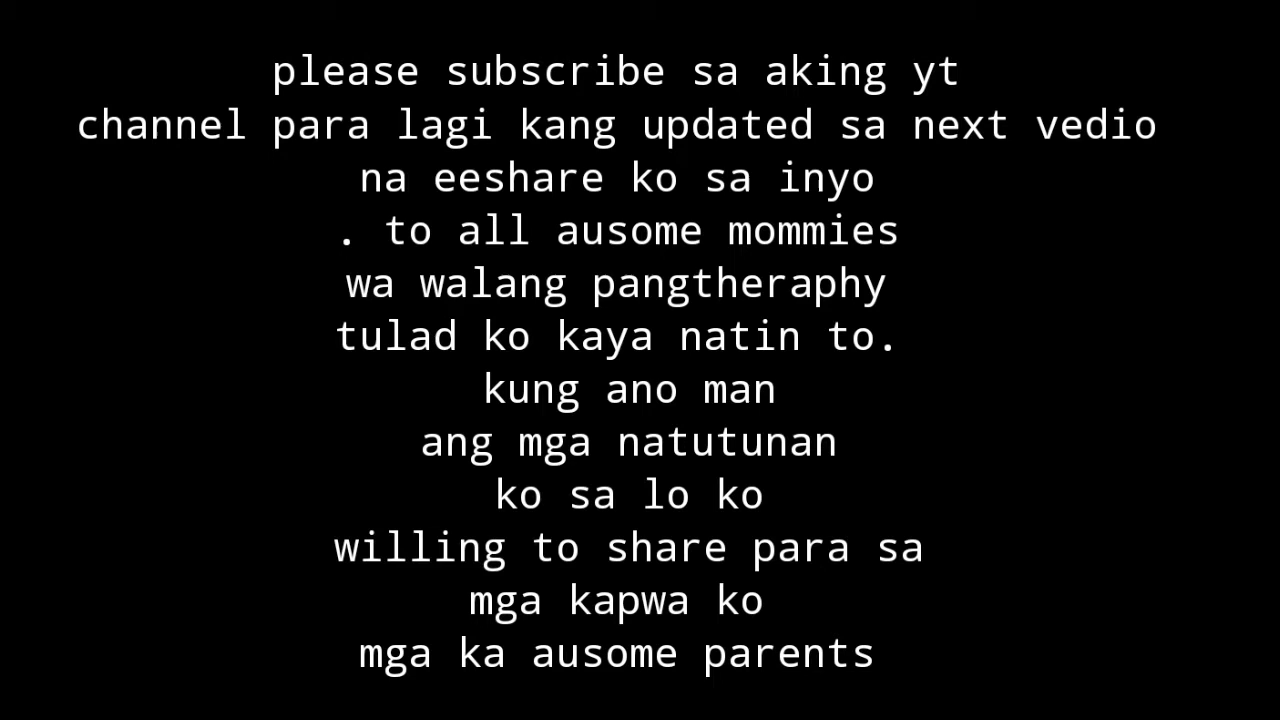 please subscribe sa aking yt
channel para lagi kang updated sa next vedio
na eeshare ko sa inyo
. to all ausome mommies
wa walang pangtheraphy
tulad ko kaya natin to.
kung ano man
ang mga natutunan
ko sa lo ko
willing to share para sa
mga kapwa ko
mga ka ausome parents